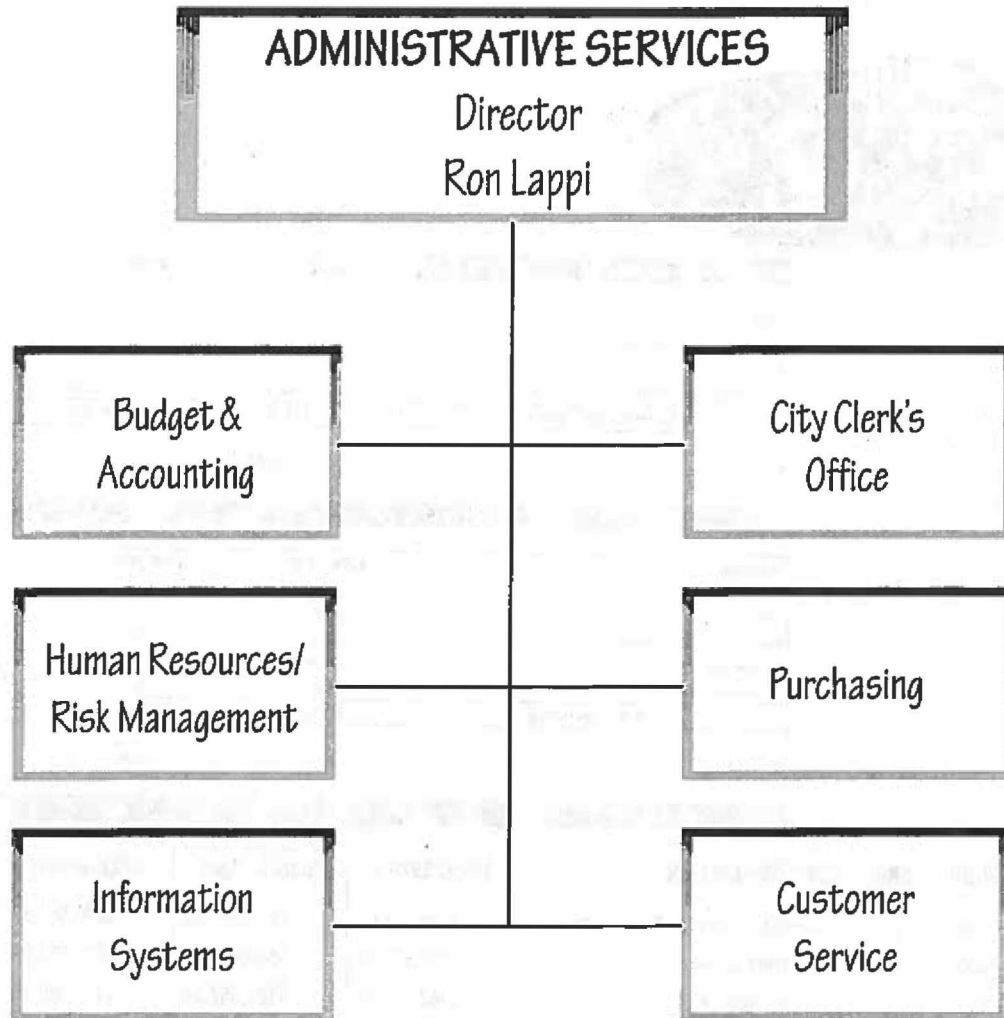 ADMINISTRATIVE SERVICES
Director
Ron Lappi
Budget &
Accounting
City Clerk's
Office
Human Resources/
Risk Management
Purchasing
Information
Systems
Customer
Service